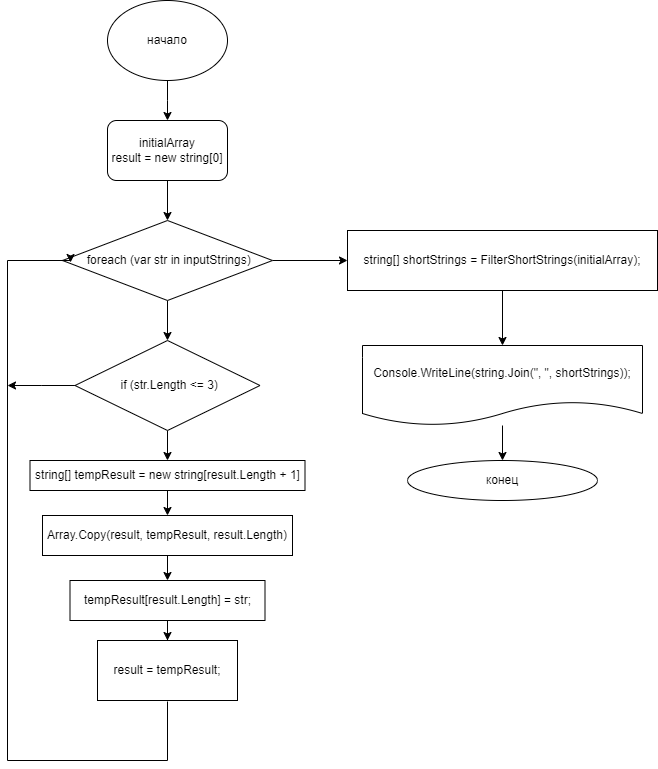 начало
initialArray
result = new string[0]
foreach (var str in inputStrings)
string[] shortStrings = FilterShortStrings(initialArray);
if (str.Length <= 3)
Console.WriteLine(string.Join(", ", shortStrings));
string[] tempResult = new string[result.Length + 1]
конец
Array.Copy(result, tempResult, result.Length)
tempResult[result.Length] = str;
result = tempResult;